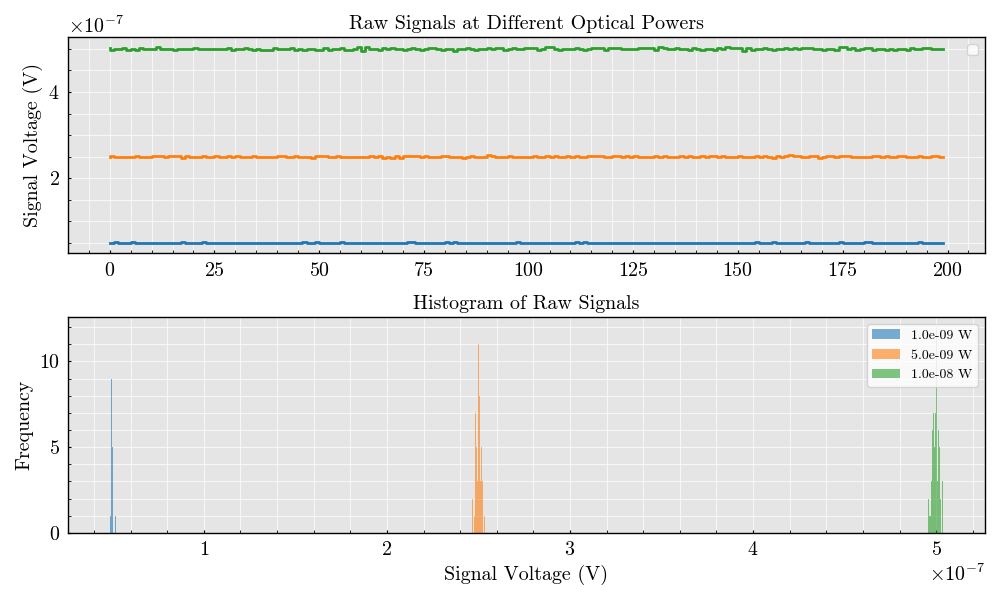 Raw Signals at Different Optical Powers
×10⁻⁷
Signal Voltage (V)
4
2
0 25 50 75 100 125 150 175 200
Histogram of Raw Signals
Frequency
10
5
0
1.0e-09 W
5.0e-09 W
1.0e-08 W
1 2 3 4 5
Signal Voltage (V)
×10⁻⁷